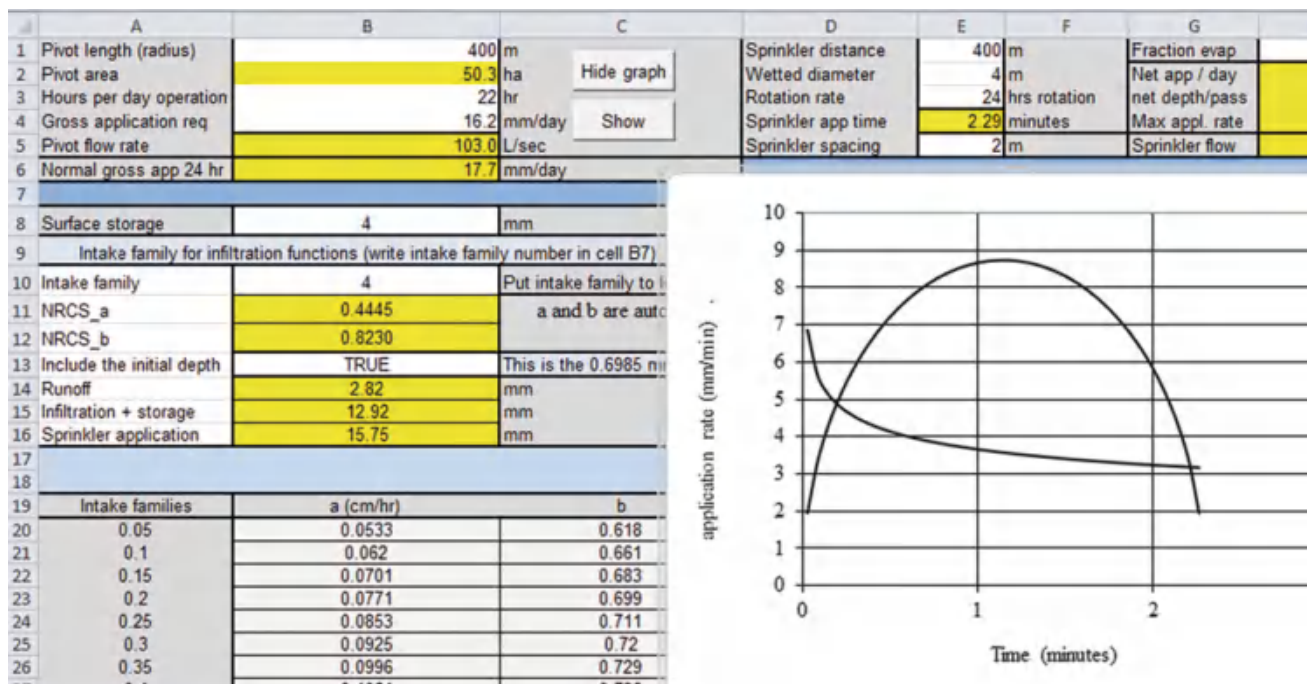 A B C D E F G
1 Pivot length (radius) 400 m Sprinkler distance 400 m Fraction evap
2 Pivot area 50.3 ha Hide graph Wetted diameter 4 m Net app / day
3 Hours per day operation 22 hr Rotation rate 24 hrs rotation net depth/pass
4 Gross application req 16.2 mm/day Show Sprinkler app time 2.29 minutes Max appl. rate
5 Pivot flow rate 103.0 L/sec Sprinkler spacing 2 m Sprinkler flow
6 Normal gross app 24 hr 17.7 mm/day
7
8 Surface storage 4 mm
9 Intake family for infiltration functions (write intake family number in cell B7)
10 Intake family 4 Put intake family to
11 NRCS_a 0.4445 a and b are
12 NRCS_b 0.8230
13 Include the initial depth TRUE This is the 0.6985
14 Runoff 2.82 mm
15 Infiltration + storage 12.92 mm
16 Sprinkler application 15.75 mm
17
18
19 Intake families a (cm/hr) b
20 0.05 0.0533 0.618
21 0.1 0.062 0.661
22 0.15 0.0701 0.683
23 0.2 0.0771 0.699
24 0.25 0.0853 0.711
25 0.3 0.0925 0.72
26 0.35 0.0996 0.729
application rate (mm/min)
10
9
8
7
6
5
4
3
2
1
0
0 1 2
Time (minutes)